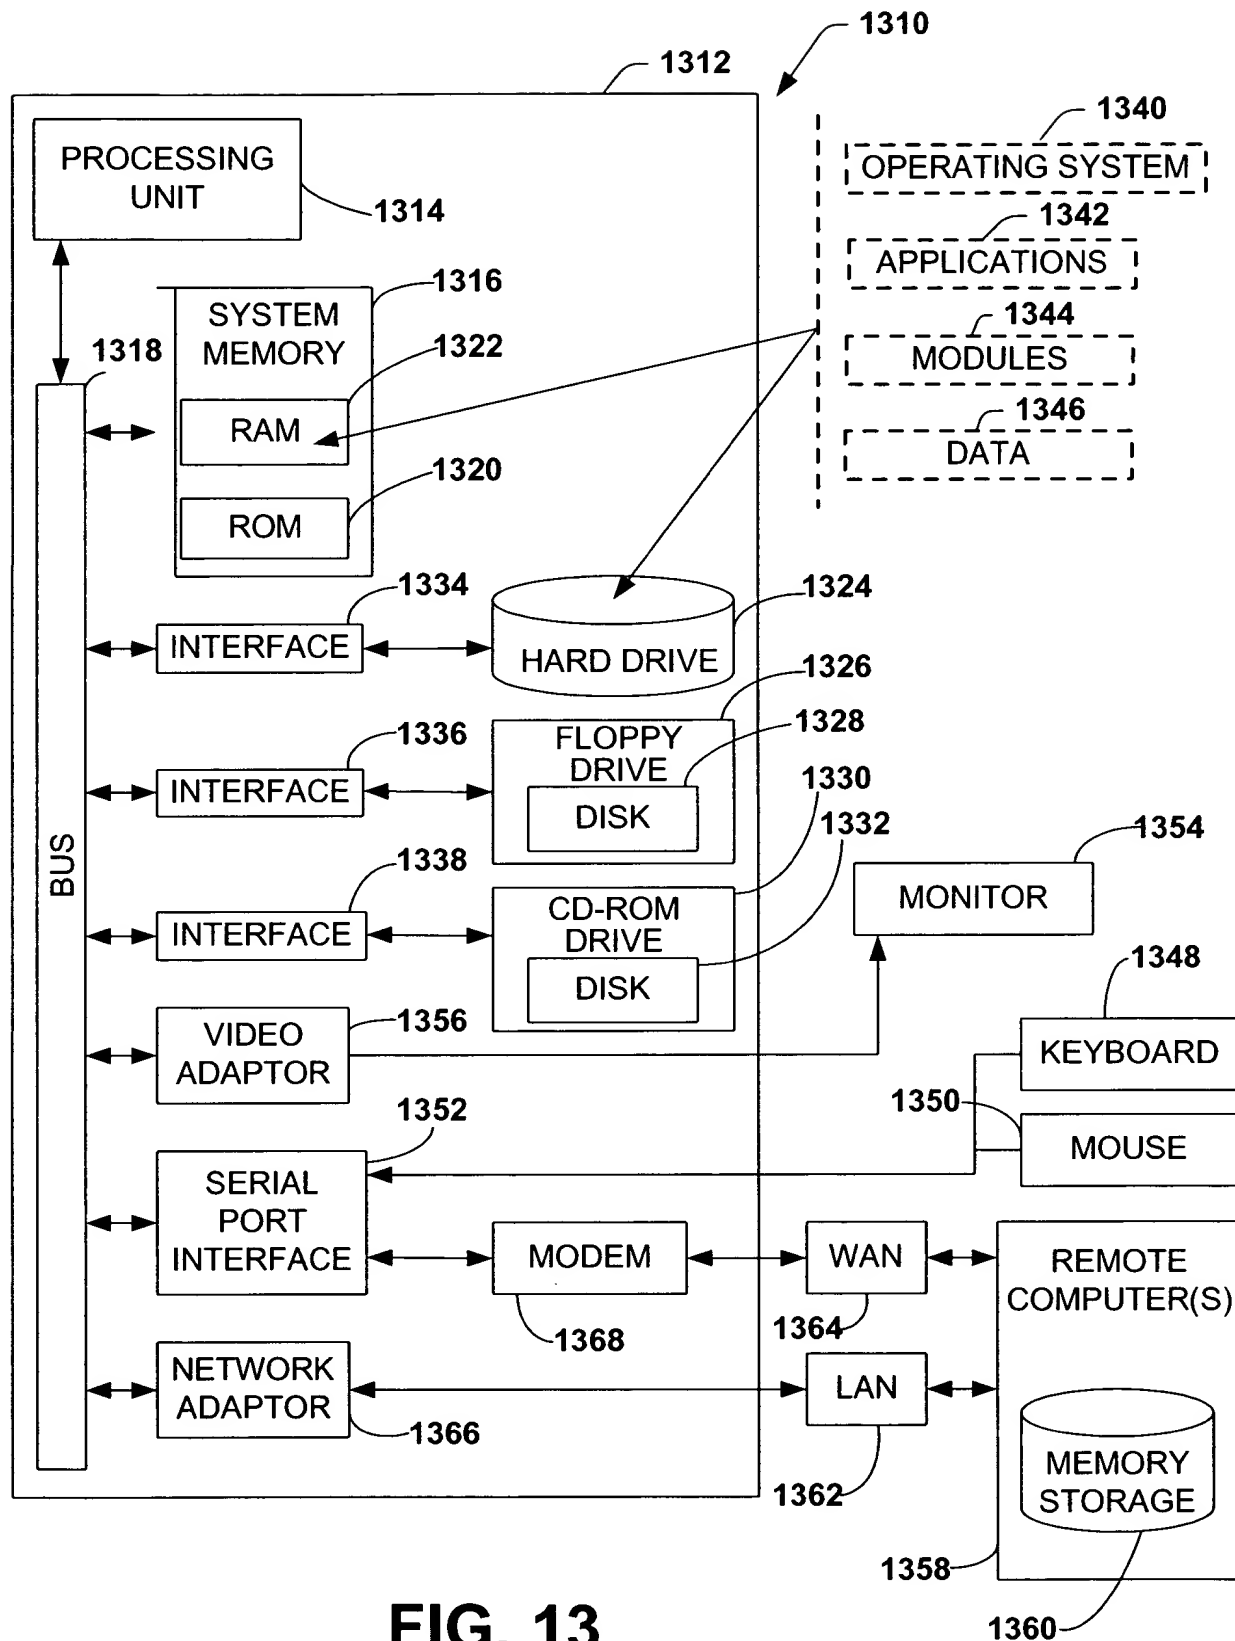 1310
1312
1340
PROCESSING
UNIT
OPERATING SYSTEM
1314
1342
APPLICATIONS
1316
SYSTEM
MEMORY
1344
1318
1322
MODULES
RAM
1346
DATA
1320
ROM
1334
1324
INTERFACE
HARD DRIVE
1326
1328
1336
FLOPPY
DRIVE
1330
INTERFACE
DISK
1332
1354
BUS
1338
MONITOR
CD-ROM
DRIVE
INTERFACE
1348
DISK
1356
VIDEO
ADAPTOR
KEYBOARD
1350
1352
MOUSE
SERIAL
PORT
INTERFACE
MODEM
WAN
REMOTE
COMPUTER(S)
1368
1364
NETWORK
ADAPTOR
LAN
1366
1362
MEMORY
STORAGE
1358
1360
FIG. 13